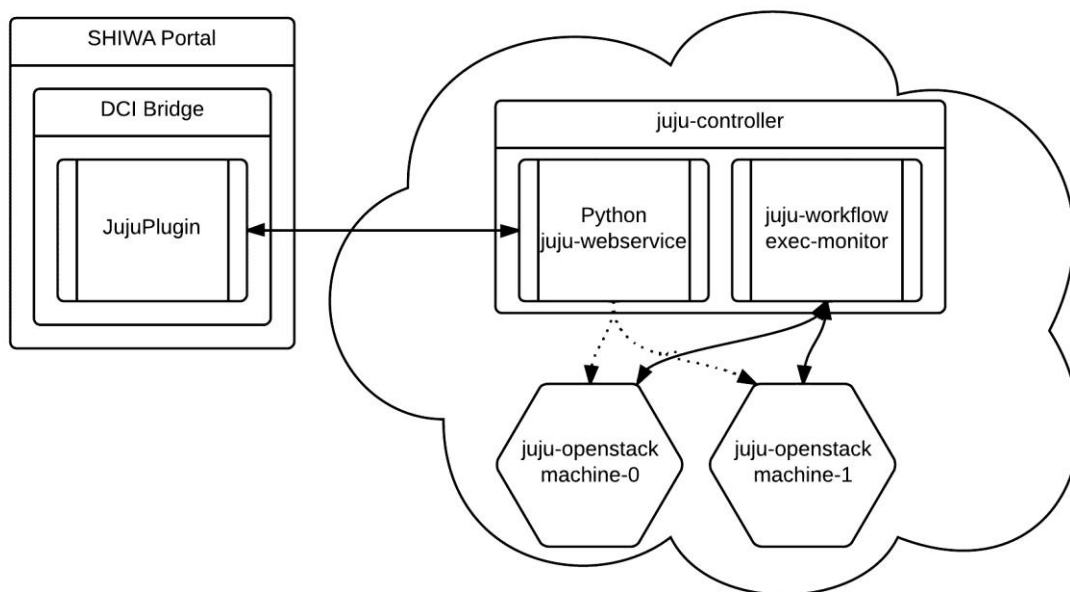 SHIWA Portal
DCI Bridge
JujuPlugin
juju-controller
Python
juju-webservice
juju-workflow
exec-monitor
juju-openstack
machine-0
juju-openstack
machine-1